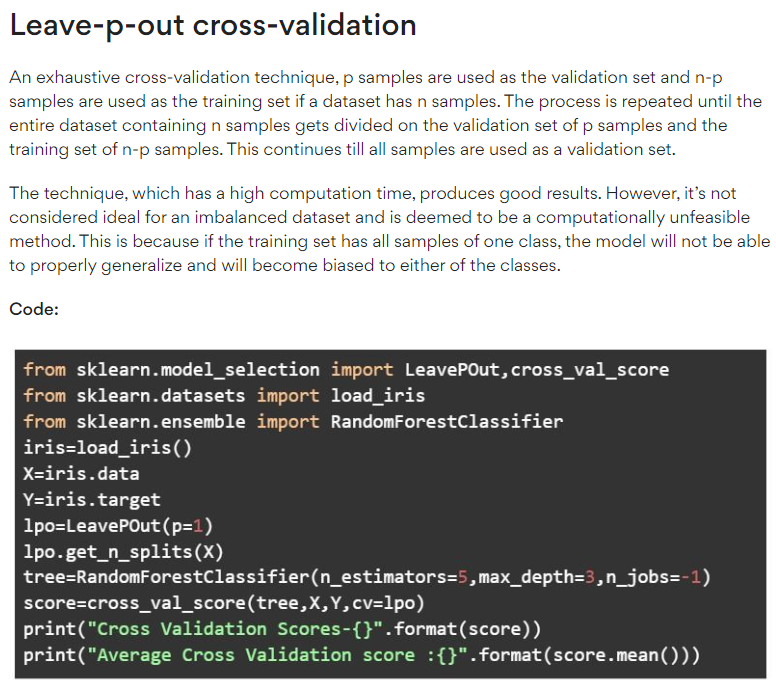 Leave-p-out cross-validation
An exhaustive cross-validation technique, p samples are used as the validation set and n-p
samples are used as the training set if a dataset has n samples. The process is repeated until the
entire dataset containing n samples gets divided on the validation set of p samples and the
training set of n-p samples. This continues till all samples are used as a validation set.
The technique, which has a high computation time, produces good results. However, it's not
considered ideal for an imbalanced dataset and is deemed to be a computationally unfeasible
method. This is because if the training set has all samples of one class, the model will not be able
to properly generalize and will become biased to either of the classes.
Code:
from sklearn.model_selection import LeavePOut,cross_val_score
from sklearn.datasets import load_iris
from sklearn.ensemble import RandomForestClassifier
iris=load_iris()
X=iris.data
Y=iris.target
lpo=LeavePOut(p=1)
lpo.get_n_splits(X)
tree=RandomForestClassifier(n_estimators=5,max_depth=3,n_jobs=-1)
score=cross_val_score(tree,X,Y,cv=lpo)
print("Cross Validation Scores-{}".format(score))
print("Average Cross Validation score :{}".format(score.mean()))